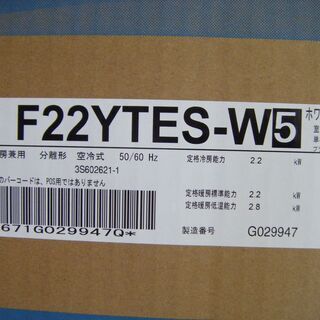 F22YTES-W5
ホワ
房兼用 分離形 空冷式 50/60 Hz
3S602621-1
のバーコードは、POS用ではありません
定格冷房能力 2.2 kW
定格暖房標準能力 2.2 kW
定格暖房低温能力 2.8 kW
製造番号 G029947
671G029947Q*